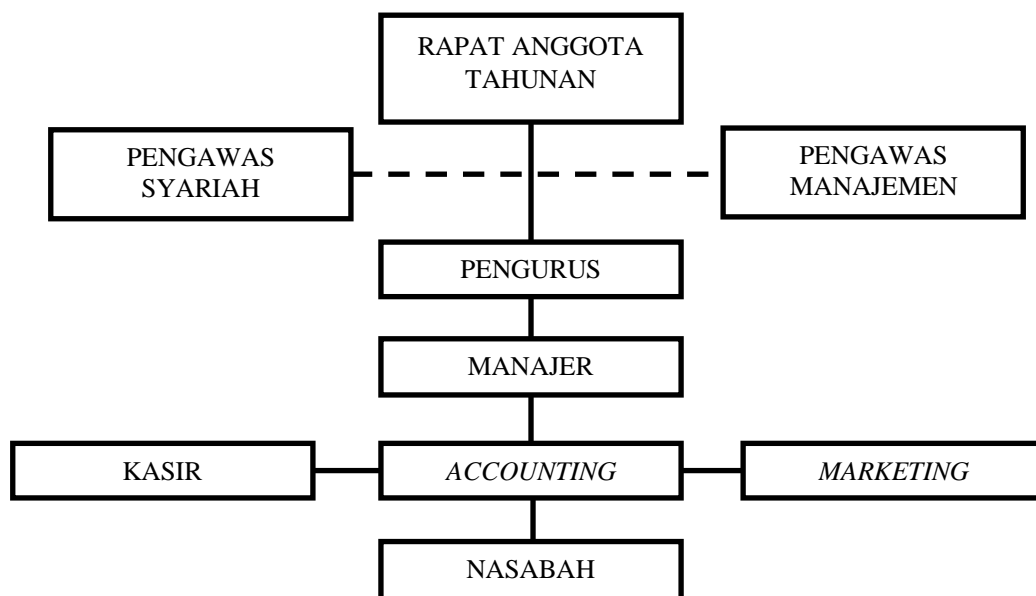 RAPAT ANGGOTA
TAHUNAN
PENGAWAS
SYARIAH
PENGAWAS
MANAJEMEN
PENGURUS
MANAJER
KASIR
ACCOUNTING
MARKETING
NASABAH